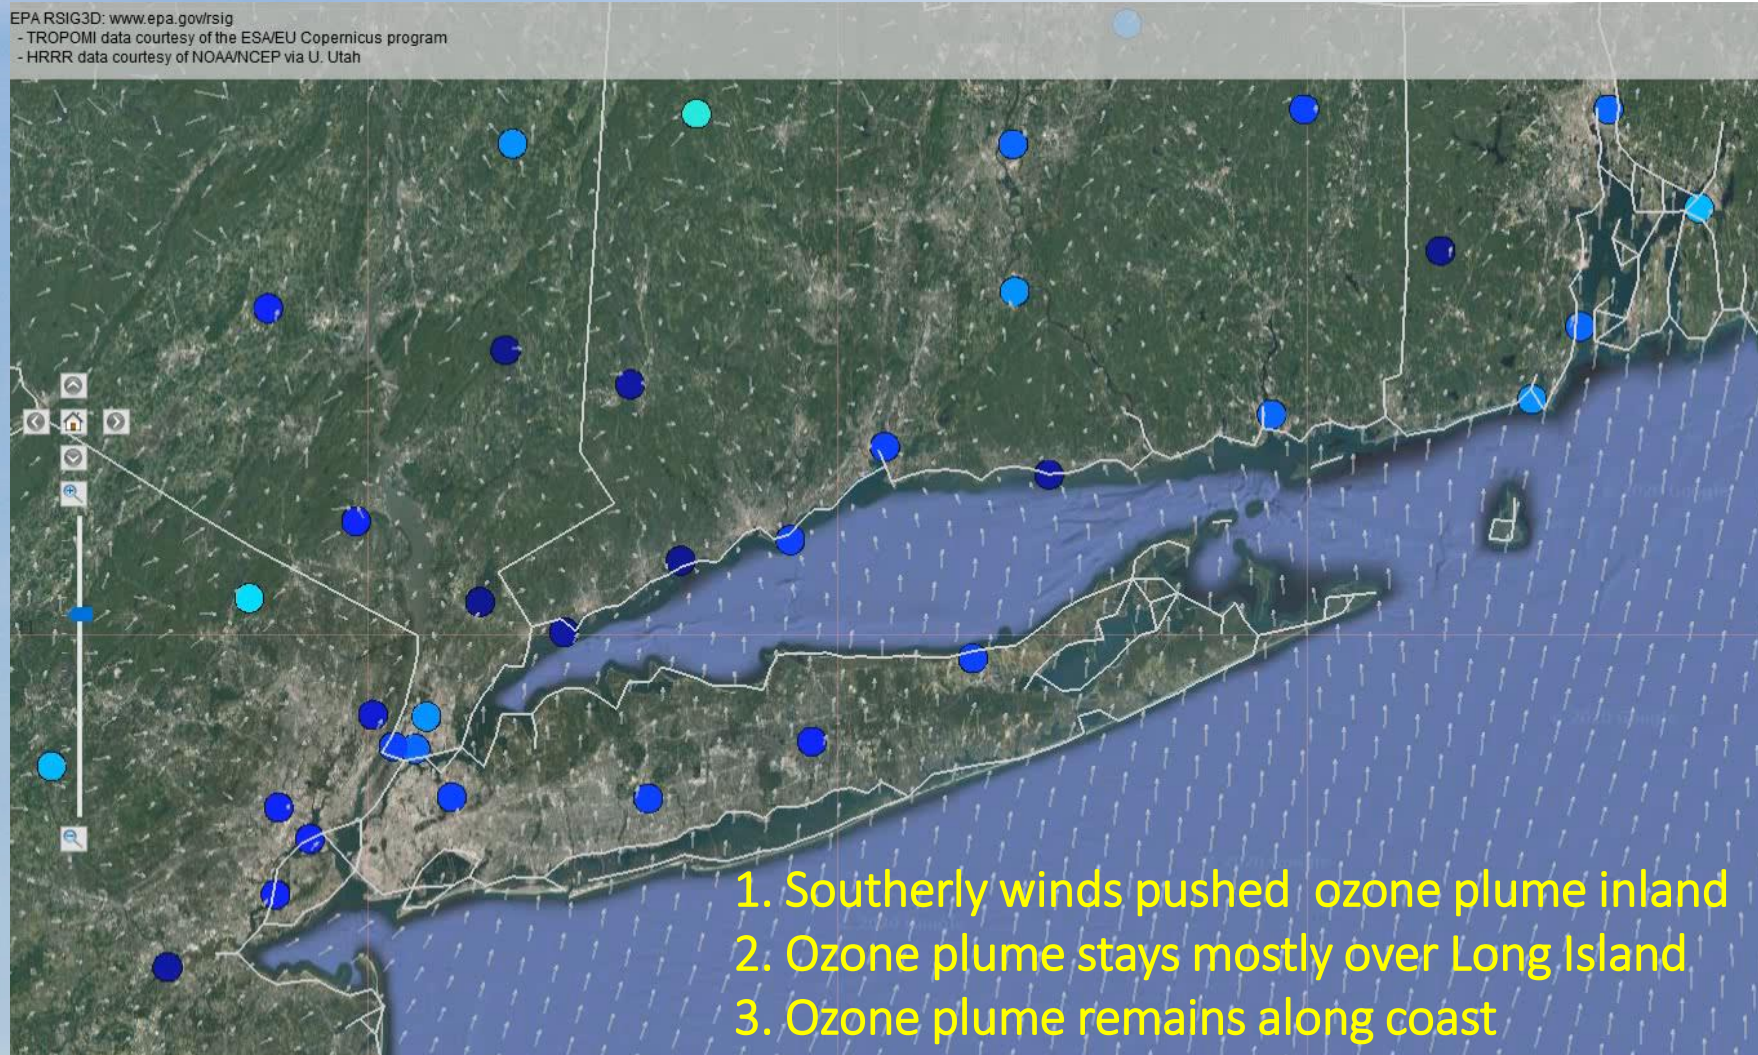 EPA RSIG3D: www.epa.gov/rsig
- TROPOMI data courtesy of the ESA/EU Copernicus program
- HRRR data courtesy of NOAA/NCEP via U. Utah
1. Southerly winds pushed  ozone plume inland
2. Ozone plume stays mostly over Long Island
3. Ozone plume remains along coast